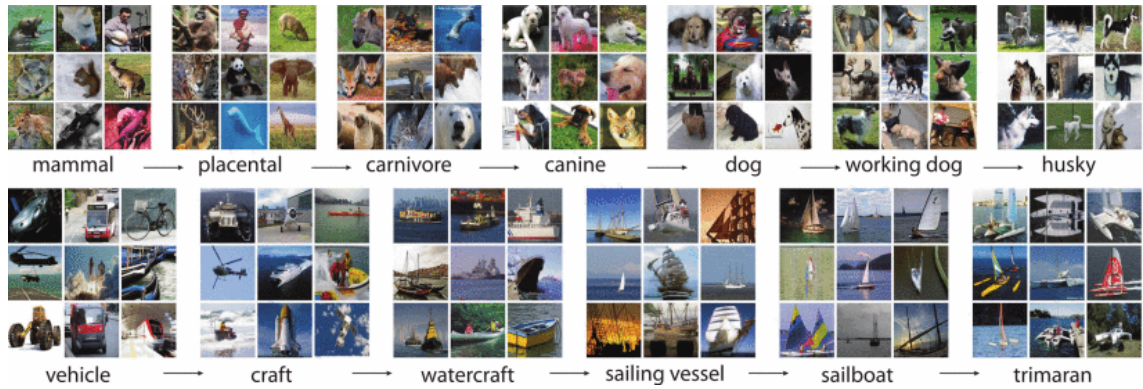 mammal placental carnivore canine dog working dog husky
vehicle craft watercraft sailing vessel sailboat trimaran